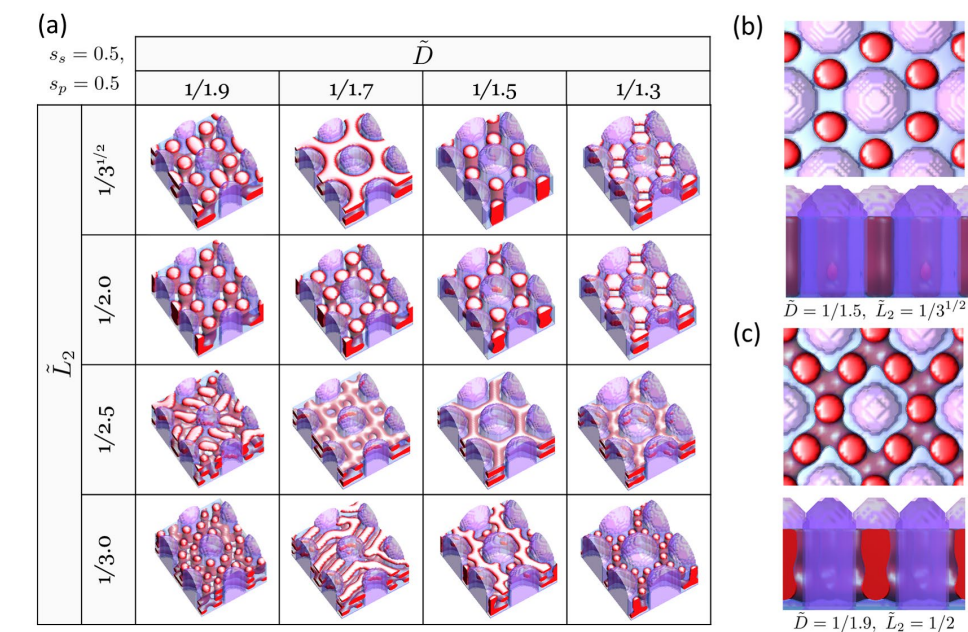 (a)
s_s = 0.5,
s_p = 0.5
D̃
1/1.9 1/1.7 1/1.5 1/1.3
L̃_2
1/3^{1/2}
1/2.0
1/2.5
1/3.0
(b)
D̃ = 1/1.5, L̃_2 = 1/3^{1/2}
(c)
D̃ = 1/1.9, L̃_2 = 1/2